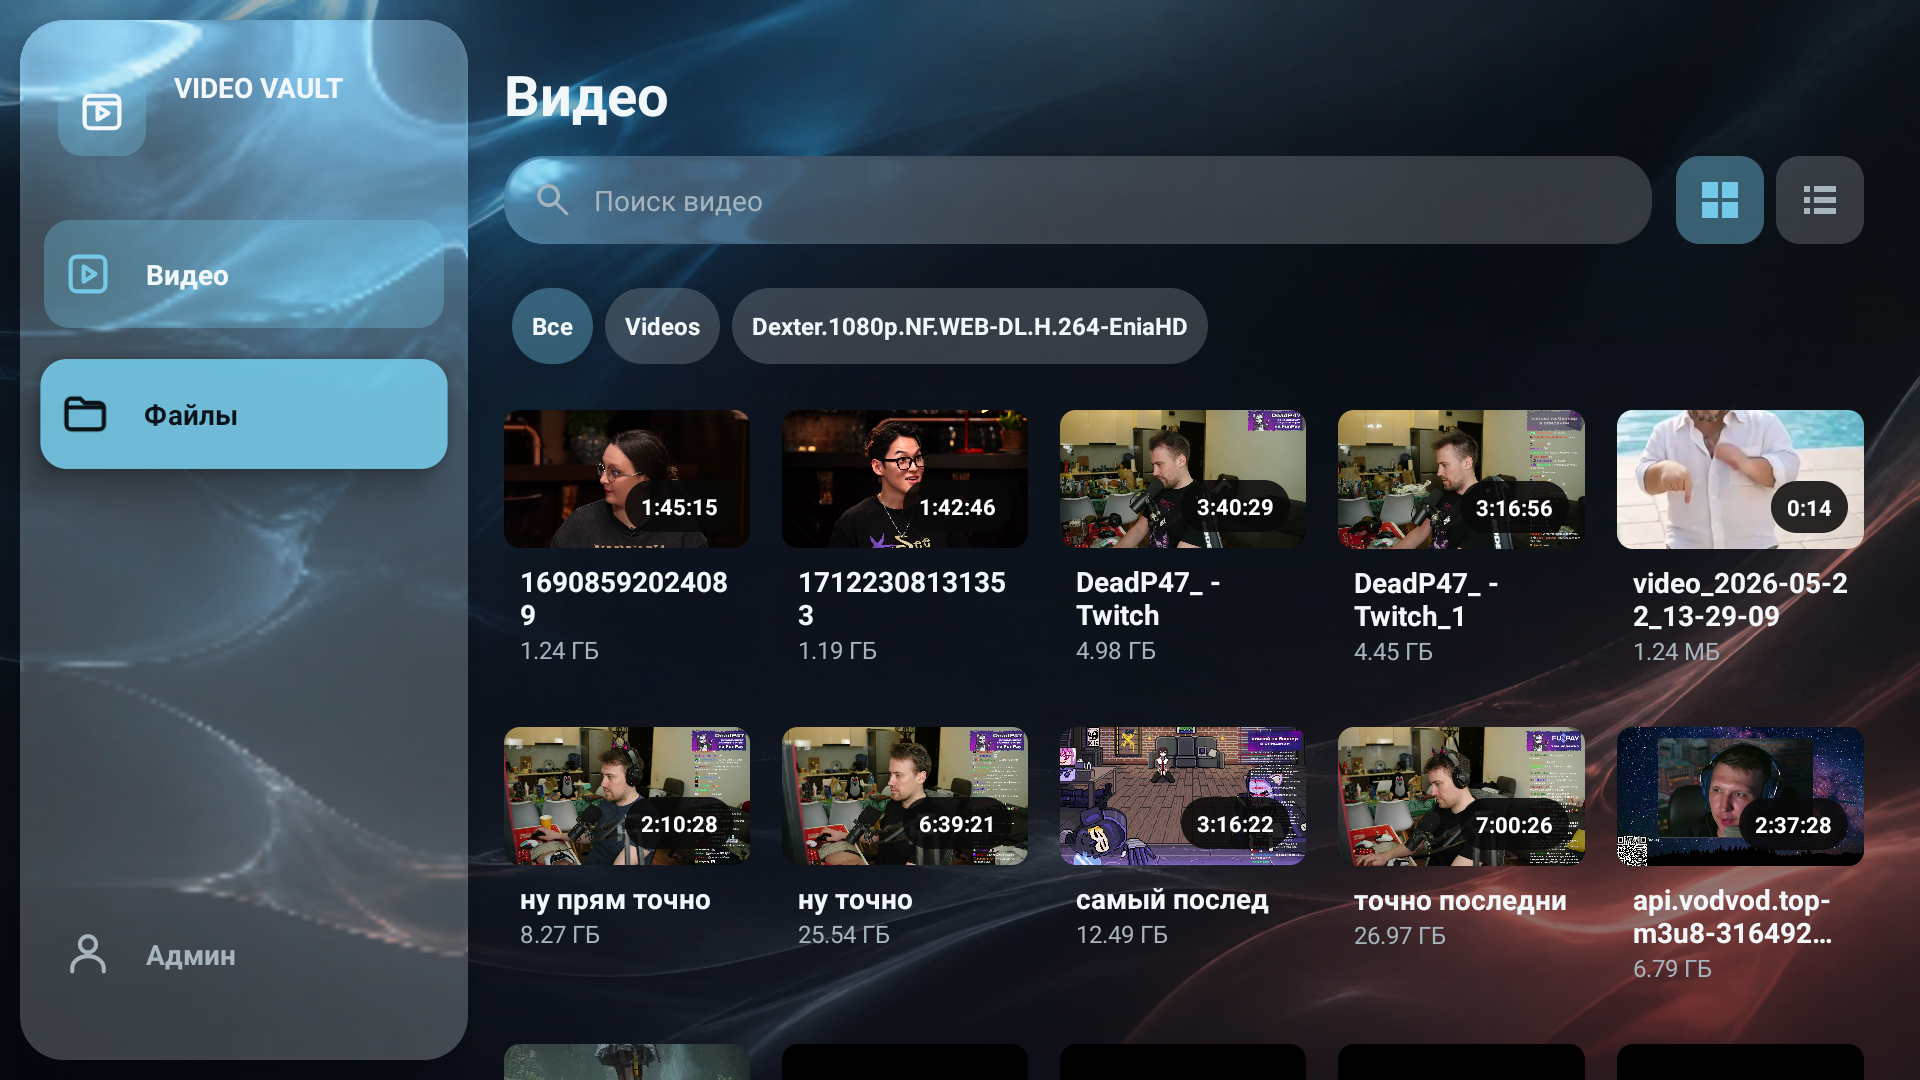 VIDEO VAULT
Видео
Файлы
Админ
Видео
Поиск видео
Все
Videos
Dexter.1080p.NF.WEB-DL.H.264-EniaHD
1:45:15
1690859202408
9
1.24 ГБ
1:42:46
1712230813135
3
1.19 ГБ
DeadP47
3:40:29
DeadP47_ -
Twitch
4.98 ГБ
3:16:56
DeadP47_ -
Twitch_1
4.45 ГБ
0:14
video_2026-05-2
2_13-29-09
1.24 МБ
DeadP47
2:10:28
ну прям точно
8.27 ГБ
DeadP47
6:39:21
ну точно
25.54 ГБ
3:16:22
самый послед
12.49 ГБ
FUNPAY
7:00:26
точно последни
26.97 ГБ
2:37:28
api.vodvod.top-
m3u8-316492...
6.79 ГБ